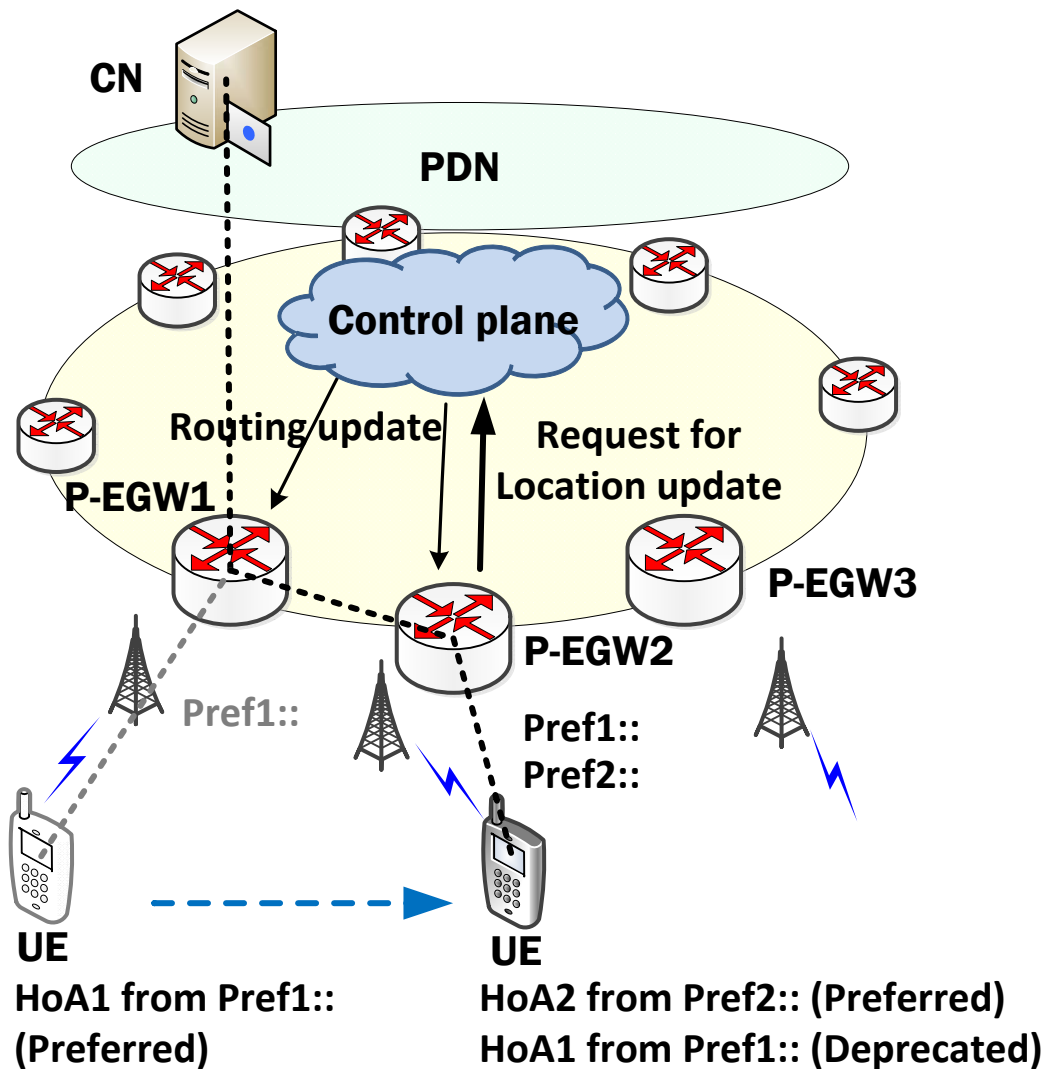 CN
PDN
Control plane
Routing update
Request for
Location update
P-EGW1
P-EGW3
P-EGW2
Pref1::
Pref1::
Pref2::
UE
HoA1 from Pref1::
(Preferred)
UE
HoA2 from Pref2:: (Preferred)
HoA1 from Pref1:: (Deprecated)